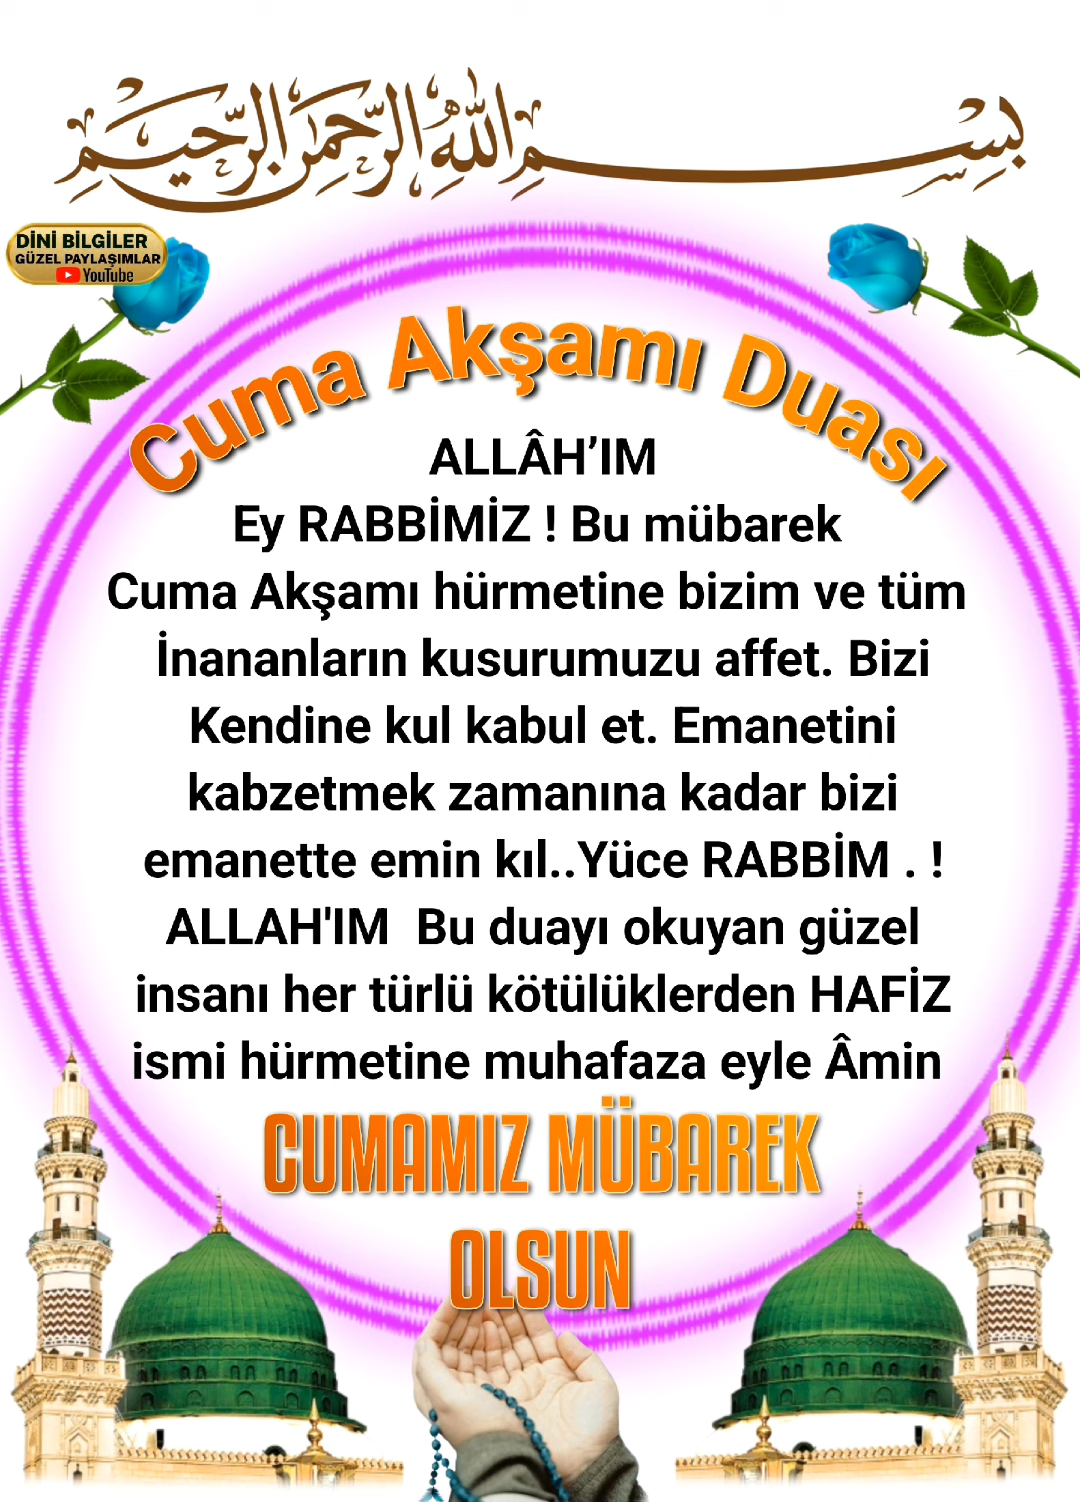 بِسْمِ اللهِ الرَّحْمٰنِ الرَّحِيْمِ
DİNİ BİLGİLER
GÜZEL PAYLAŞIMLAR
YouTube
Cuma Akşamı Duası
ALLÂH’IM
Ey RABBİMİZ ! Bu mübarek
Cuma Akşamı hürmetine bizim ve tüm
İnananların kusurumuzu affet. Bizi
Kendine kul kabul et. Emanetini
kabzetmek zamanına kadar bizi
emanette emin kıl..Yüce RABBİM . !
ALLAH'IM Bu duayı okuyan güzel
insanı her türlü kötülüklerden HAFİZ
ismi hürmetine muhafaza eyle Âmin
CUMAMIZ MÜBAREK
OLSUN